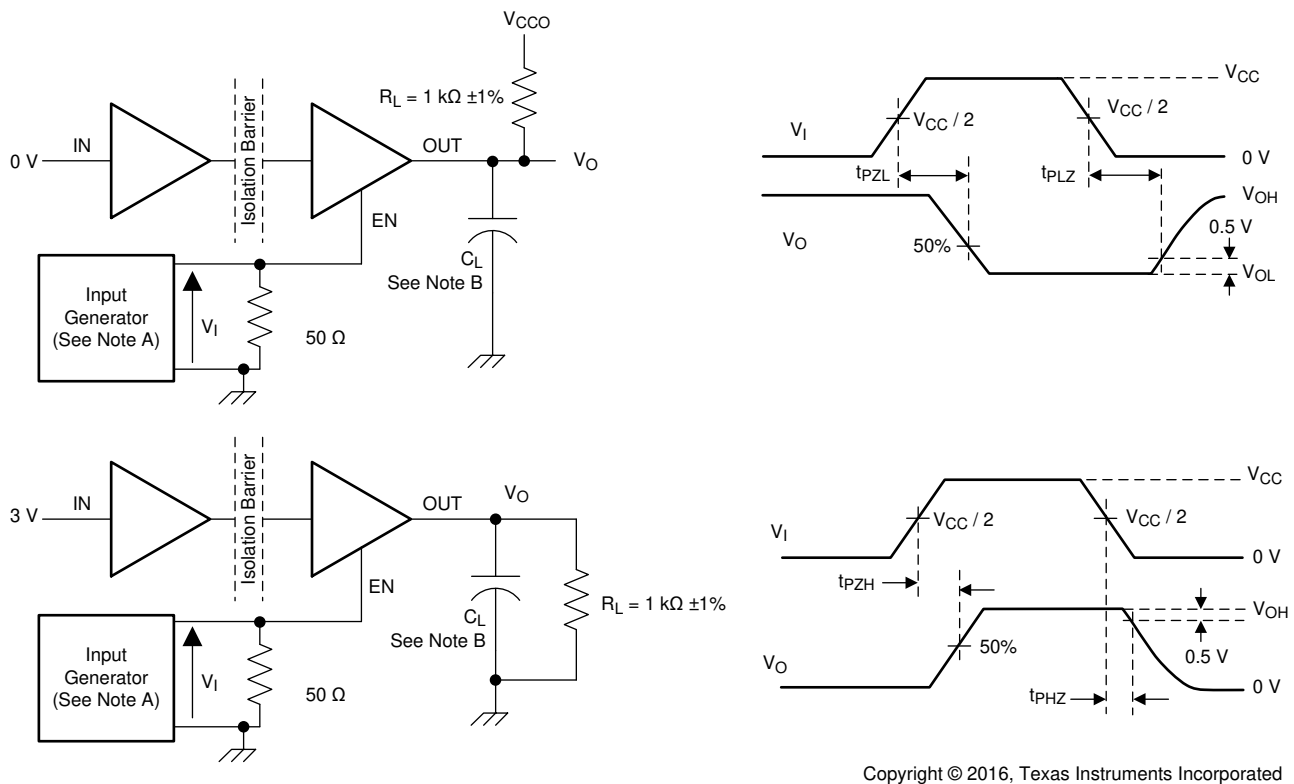 VCCO
RL = 1 kΩ ±1%
0 V
IN
Isolation Barrier
OUT
VO
EN
CL
See Note B
Input
Generator
(See Note A)
VI
50 Ω
VCC
VI
VCC / 2
VCC / 2
0 V
tPZL
tPLZ
VOH
0.5 V
VO
50%
VOL
3 V
IN
Isolation Barrier
OUT
VO
EN
CL
See Note B
RL = 1 kΩ ±1%
Input
Generator
(See Note A)
VI
50 Ω
VCC
VI
VCC / 2
VCC / 2
0 V
tPZH
VOH
0.5 V
VO
50%
0 V
tPHZ
Copyright © 2016, Texas Instruments Incorporated